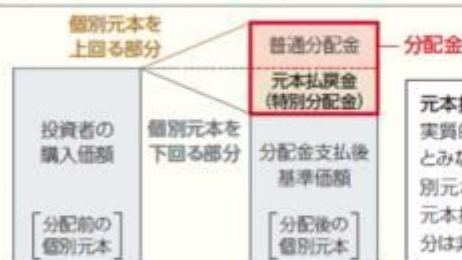 個別元本を
上回る部分
普通分配金
分配金
元本払戻金
(特別分配金)
投資者の
購入価額
個別元本を
下回る部分
分配金支払後
基準価額
[分配前の
個別元本]
[分配後の
個別元本]
元本
実質的
とみな
別元
元本
分は